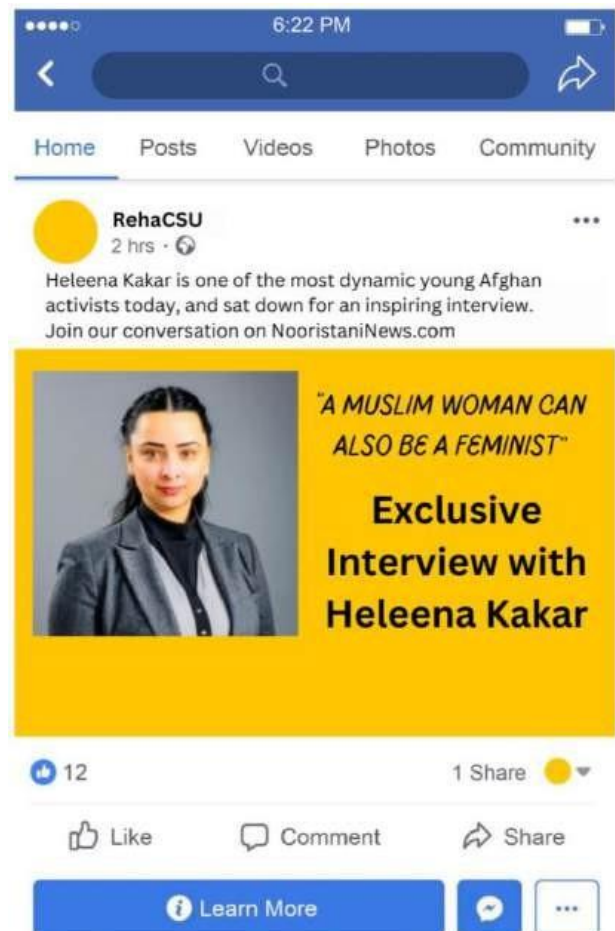 6:22 PM
Home Posts Videos Photos Community
RehaCSU
2 hrs ·
Heleena Kakar is one of the most dynamic young Afghan
activists today, and sat down for an inspiring interview.
Join our conversation on NooristaniNews.com
"A MUSLIM WOMAN CAN
ALSO BE A FEMINIST"
Exclusive
Interview with
Heleena Kakar
12 1 Share
Like Comment Share
Learn More